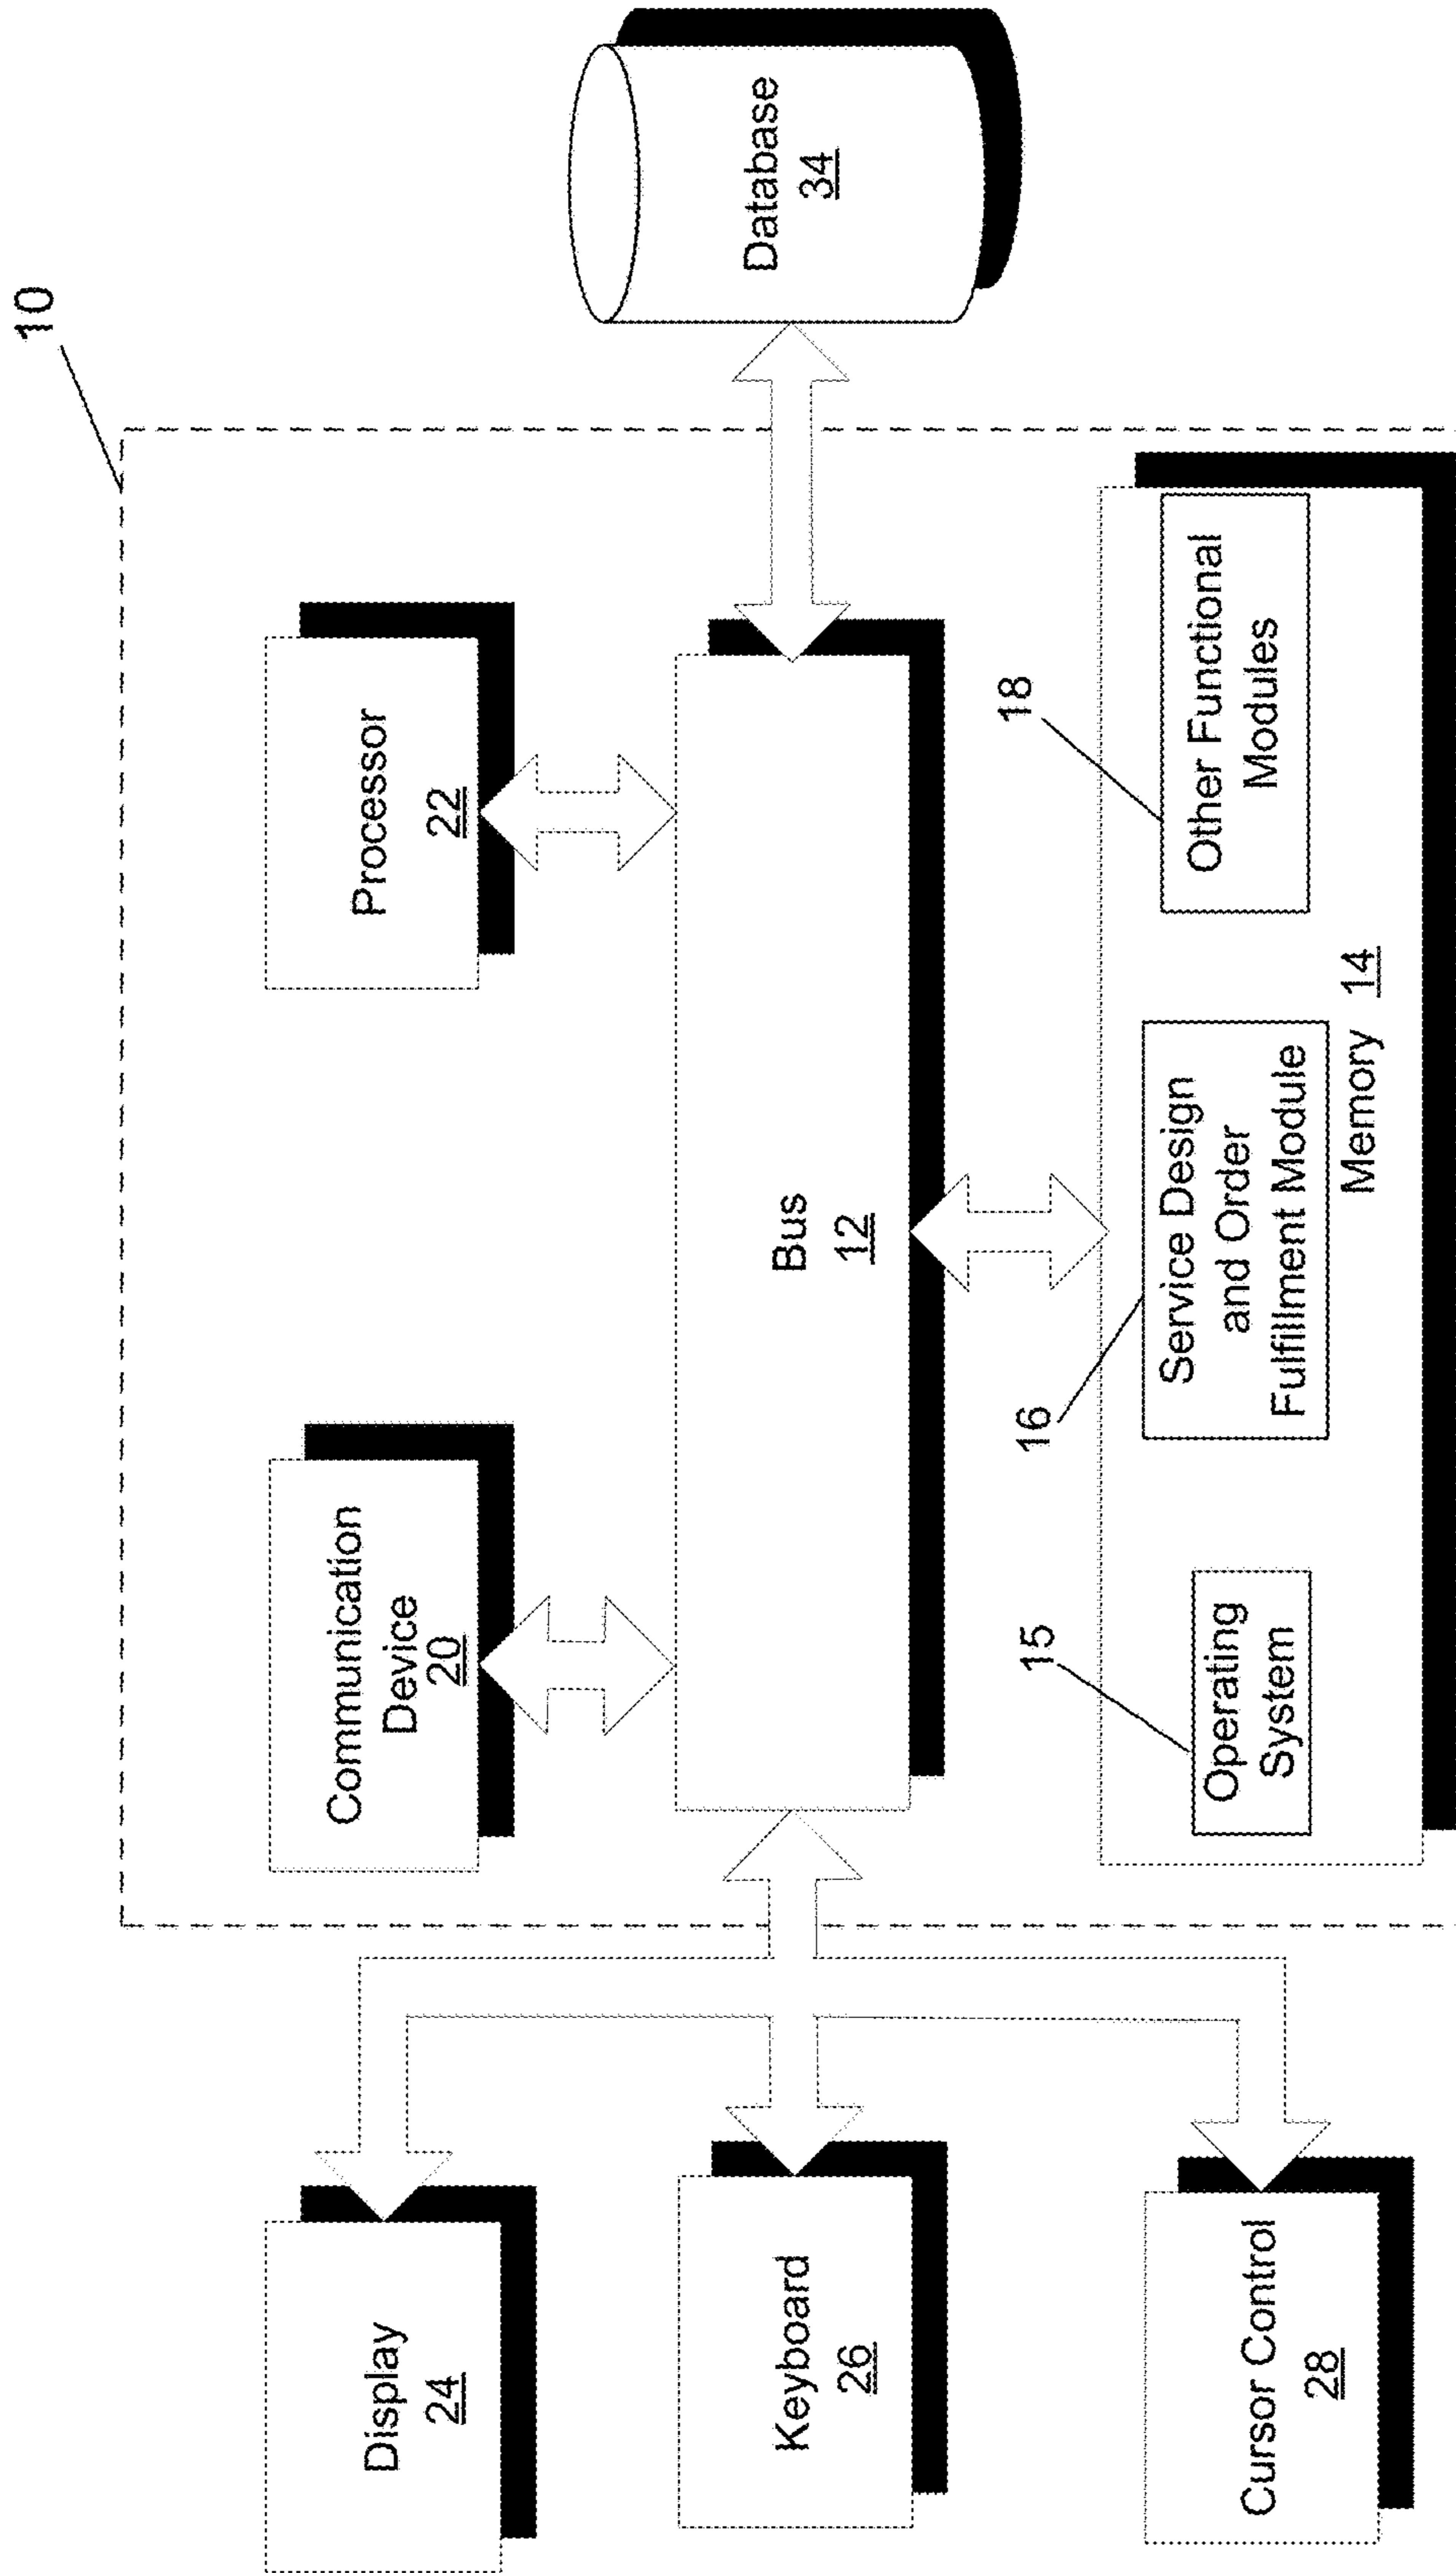 10
Display
24
Communication
Device
20
Processor
22
Keyboard
26
Bus
12
Database
34
Cursor Control
28
15
16
18
Operating
System
Service Design
and Order
Fulfillment Module
Other Functional
Modules
Memory 14